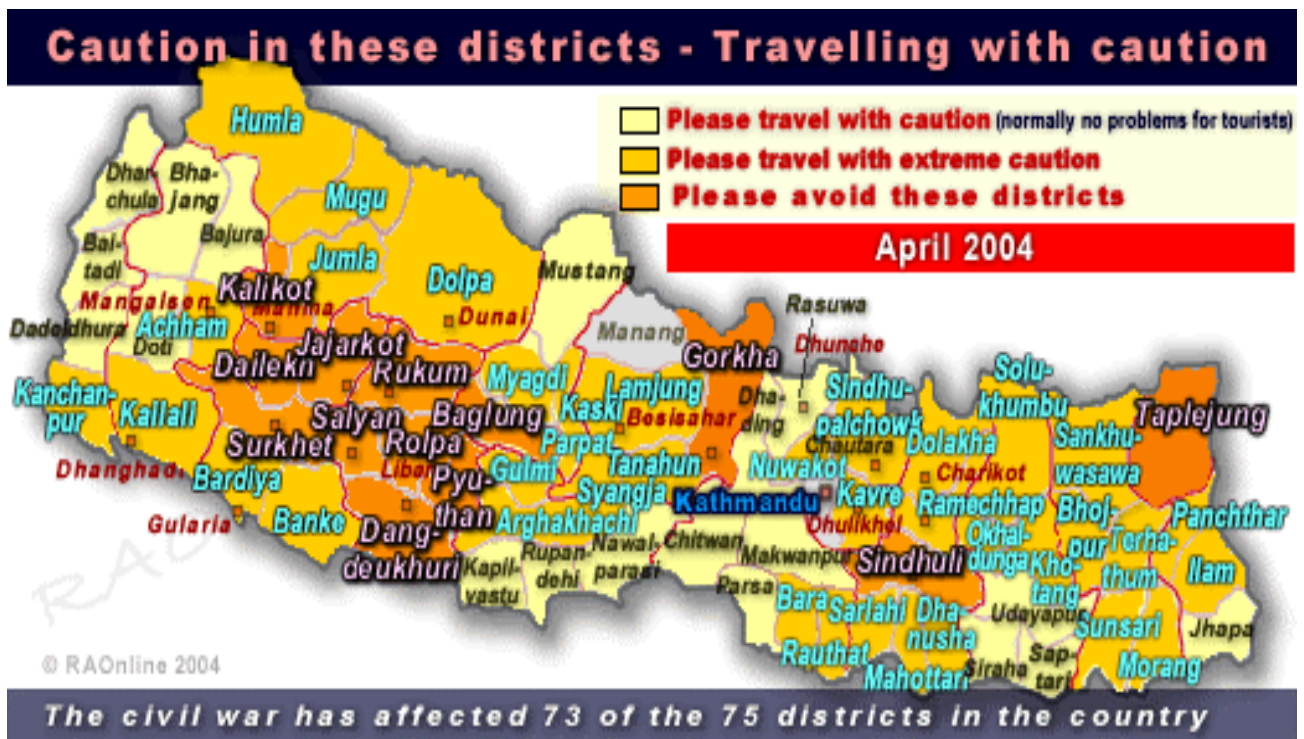 Caution in these districts - Travelling with caution
Please travel with caution (normally no problems for tourists)
Please travel with extreme caution
Please avoid these districts
April 2004
Humla
Dhar-
chula
Bha-
jang
Mugu
Bajura
Bai-
tadi
Jumla
Kalikot
Mangalsen
Manma
Dolpa
Dunai
Mustang
Manang
Rasuwa
Dhunche
Dadeldhura
Achham
Doti
Jajarkot
Dailekh
Rukum
Myagdi
Lamjung
Gorkha
Kaski
Besisahar
Dha-
ding
Sindhu-
palchowk
Chautara
Solu-
khumbu
Taplejung
Kanchan-
pur
Kailali
Salyan
Baglung
Surkhet
Rolpa
Parpat
Dolakha
Sankhu-
wasawa
Dhanghadi
Bardiya
Liban
Gulmi
Tanahun
Nuwakot
Charikot
Pyu-
than
Syangja
Kathmandu
Kavre
Ramechhap
Bhoj-
pur
Panchthar
Gularia
Banke
Dang-
deukhuri
Arghakhachi
Dhulikhel
Okhal-
dunga
Terha-
thum
Kapil-
vastu
Rupan-
dehi
Nawal-
parasi
Chitwan
Makwanpur
Sindhuli
Kho-
tang
Ilam
Parsa
Bara
Sarlahi
Dha-
nusha
Udayapur
Sunsari
Jhapa
Rauthat
Mahottari
Siraha
Sap-
tari
Morang
© RAOnline 2004
The civil war has affected 73 of the 75 districts in the country